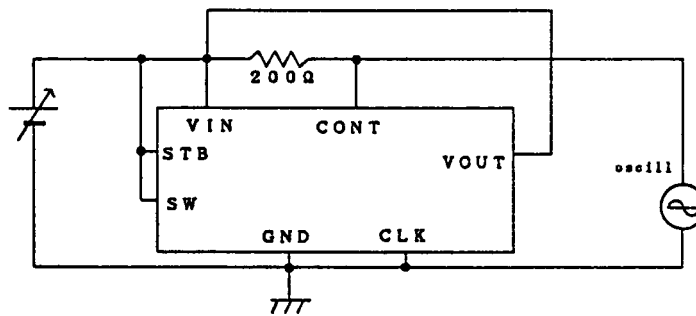 200Ω
VIN
CONT
STB
VOUT
oscill
SW
GND
CLK